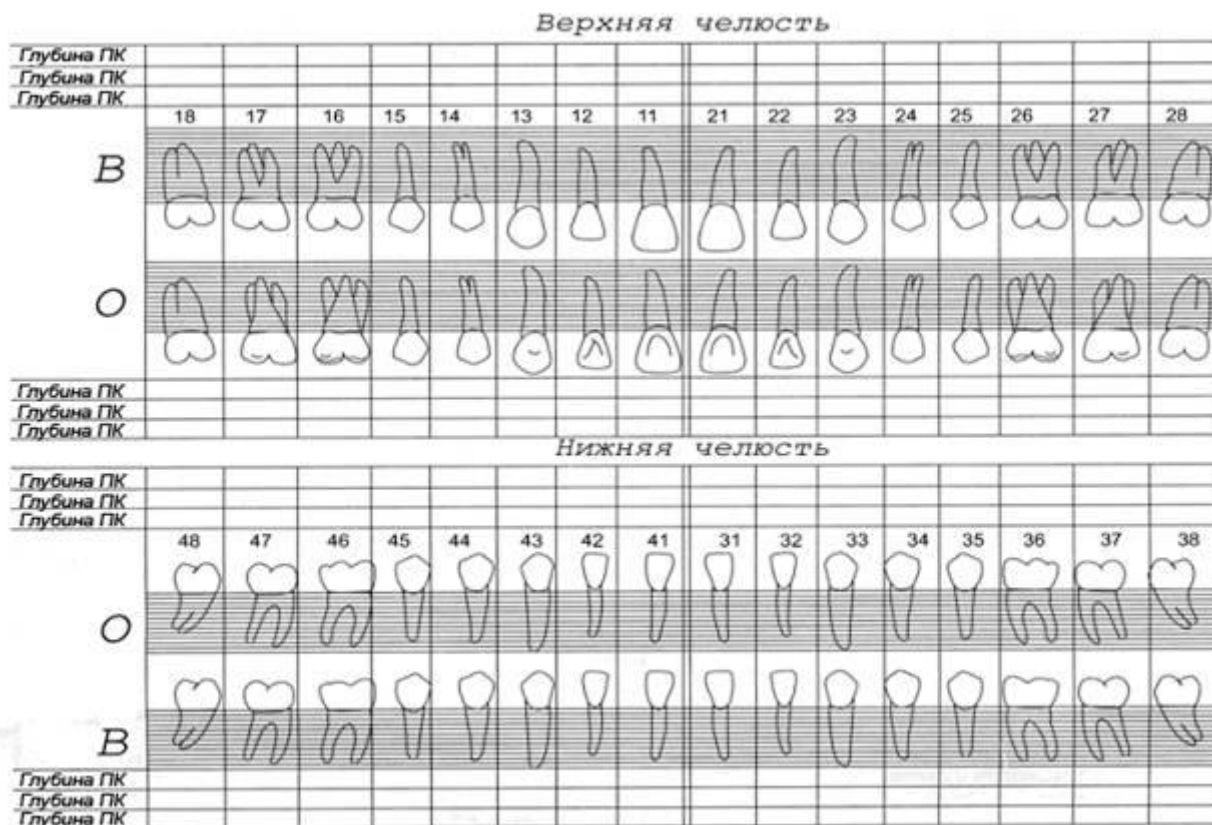 Верхняя челюсть
Глубина ПК
Глубина ПК
Глубина ПК
18 17 16 15 14 13 12 11 21 22 23 24 25 26 27 28
В
О
Глубина ПК
Глубина ПК
Глубина ПК
Нижняя челюсть
Глубина ПК
Глубина ПК
Глубина ПК
48 47 46 45 44 43 42 41 31 32 33 34 35 36 37 38
О
В
Глубина ПК
Глубина ПК
Глубина ПК